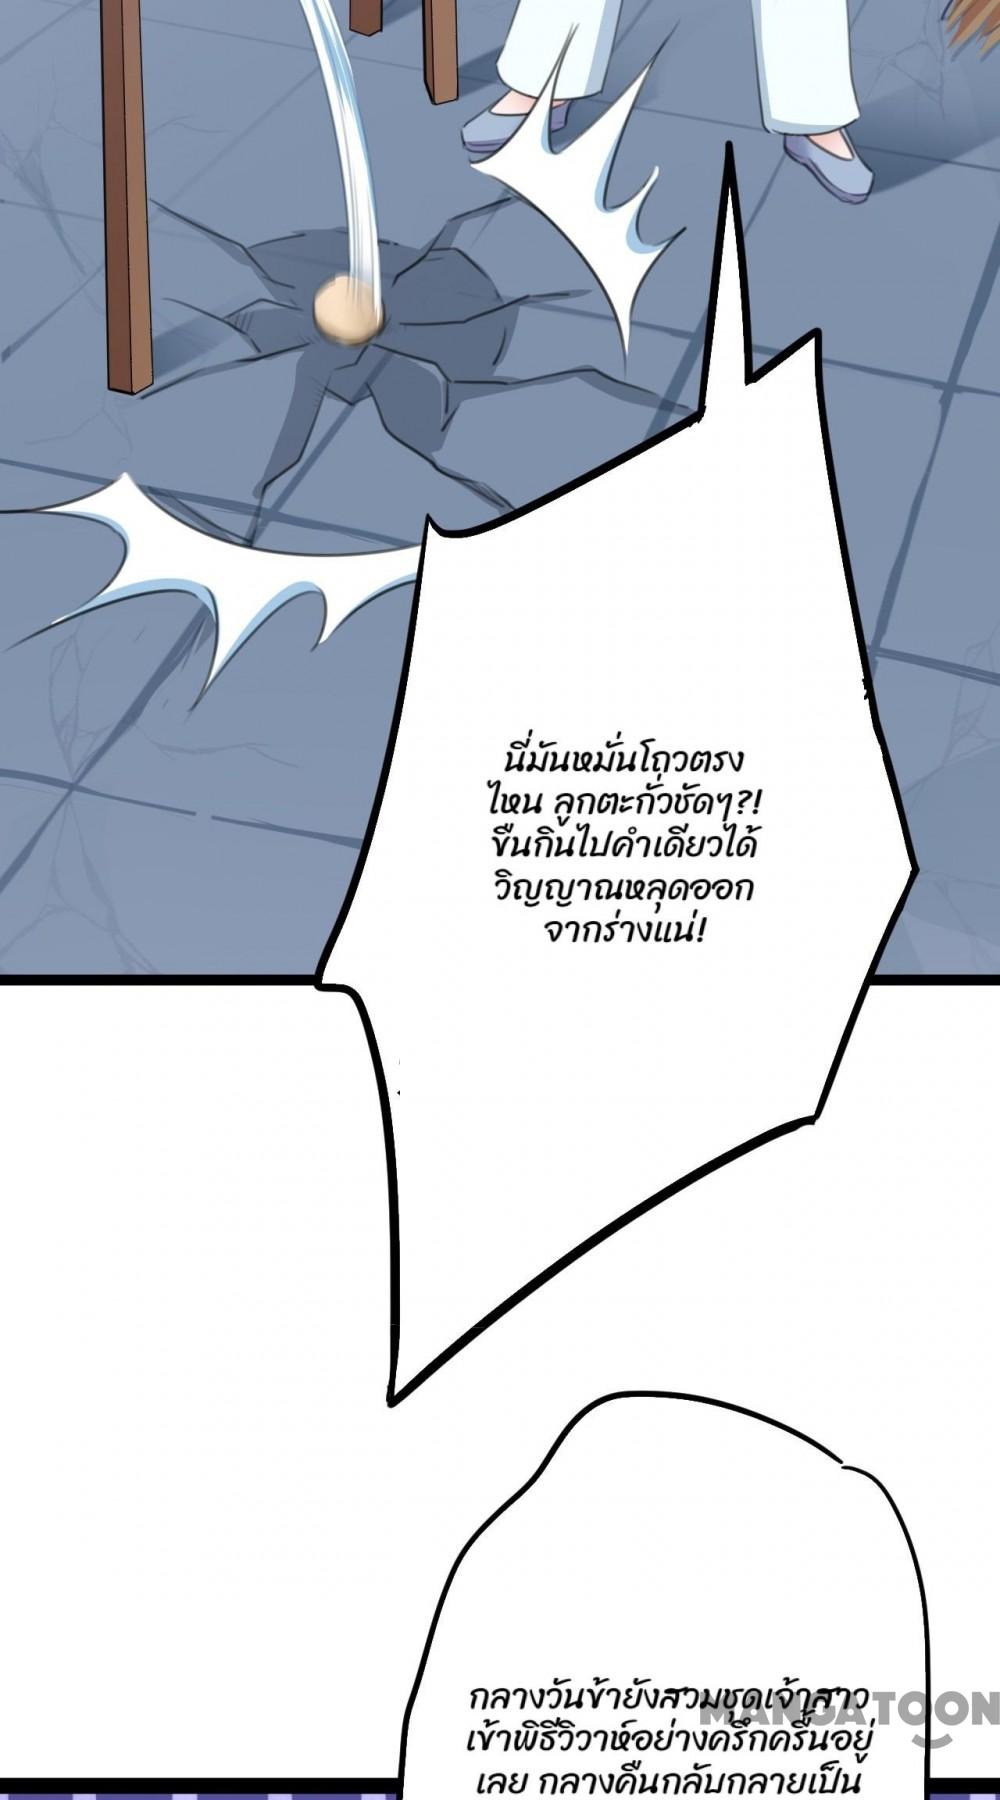 นี่มันหมั่นโถวตรง
ไหน ลูกตะกั่วชัดๆ?!
ขืนกินไปคำเดียวได้
วิญญาณหลุดออก
จากร่างแน่!
กลางวันข้ายังสวมชุดเจ้าสาว
MANGATOON
เข้าพิธีวิวาห์อย่างครึกครื้นอยู่
เลย กลางคืนกลับกลายเป็น